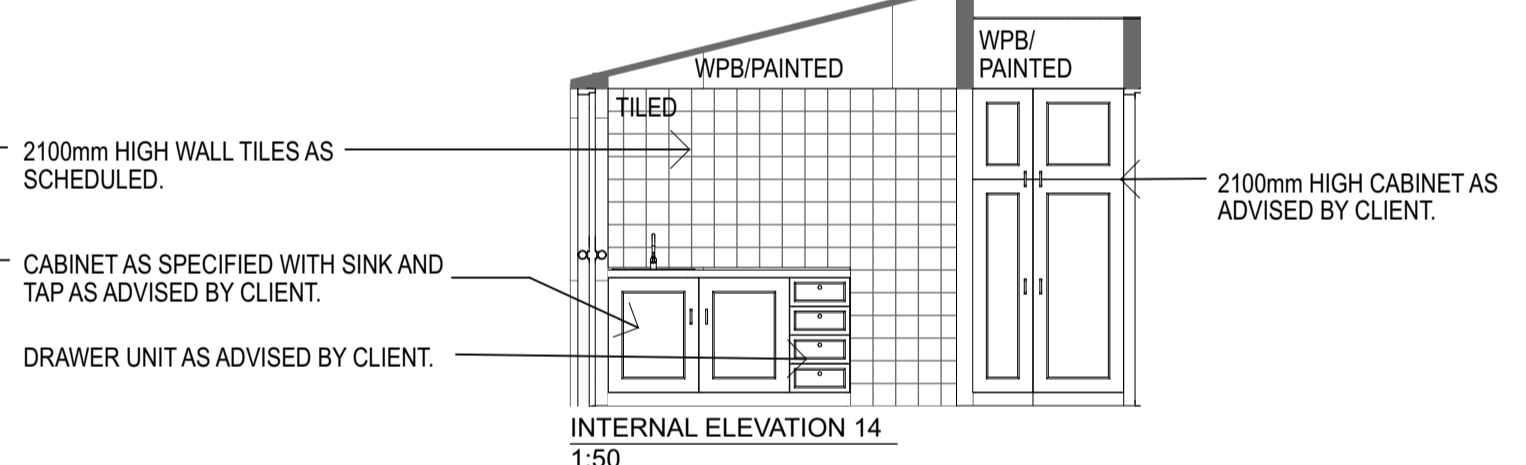 WPB/PAINTED
WPB/
PAINTED
TILED
2100mm HIGH WALL TILES AS
SCHEDULED.
2100mm HIGH CABINET AS
ADVISED BY CLIENT.
CABINET AS SPECIFIED WITH SINK AND
TAP AS ADVISED BY CLIENT.
DRAWER UNIT AS ADVISED BY CLIENT.
INTERNAL ELEVATION 14
1:50